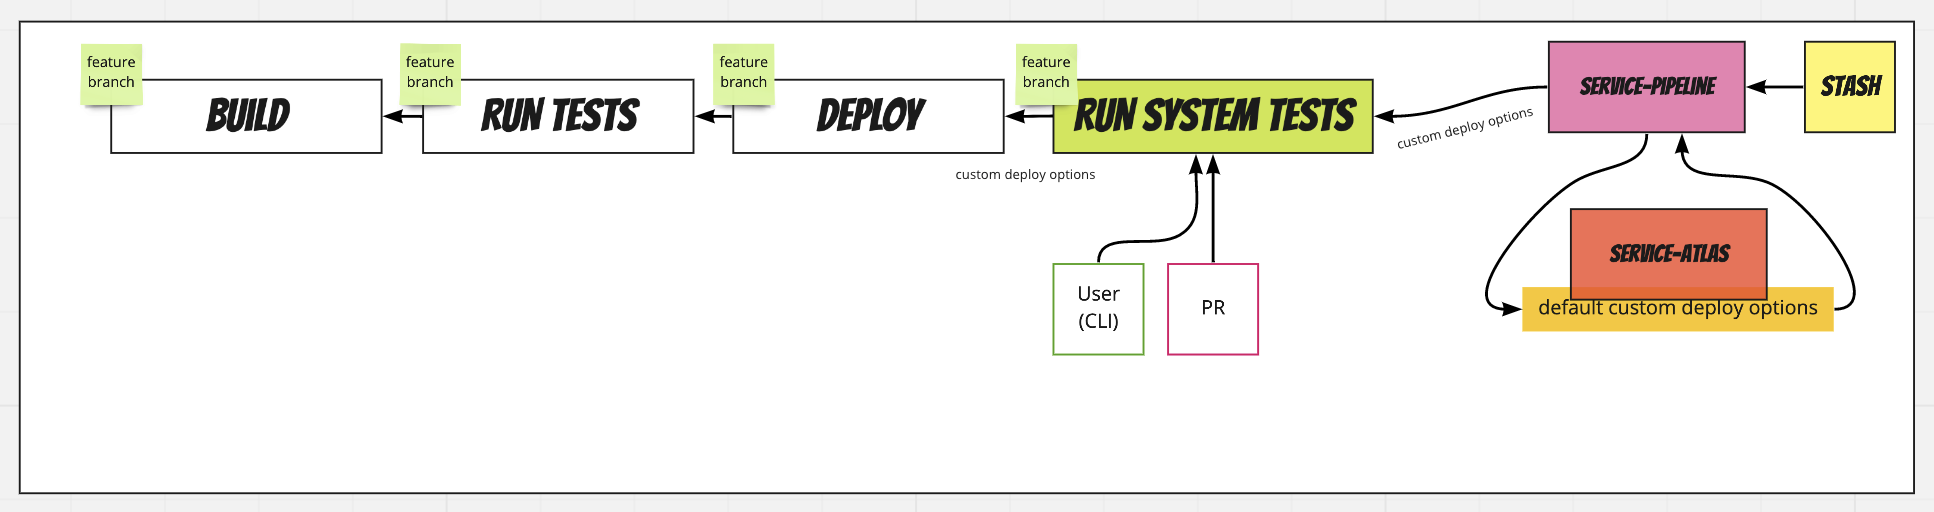 feature
branch
BUILD
feature
branch
RUN TESTS
feature
branch
DEPLOY
feature
branch
RUN SYSTEM TESTS
custom deploy options
custom deploy options
SERVICE-PIPELINE
STASH
User
(CLI)
PR
SERVICE-ATLAS
default custom deploy options